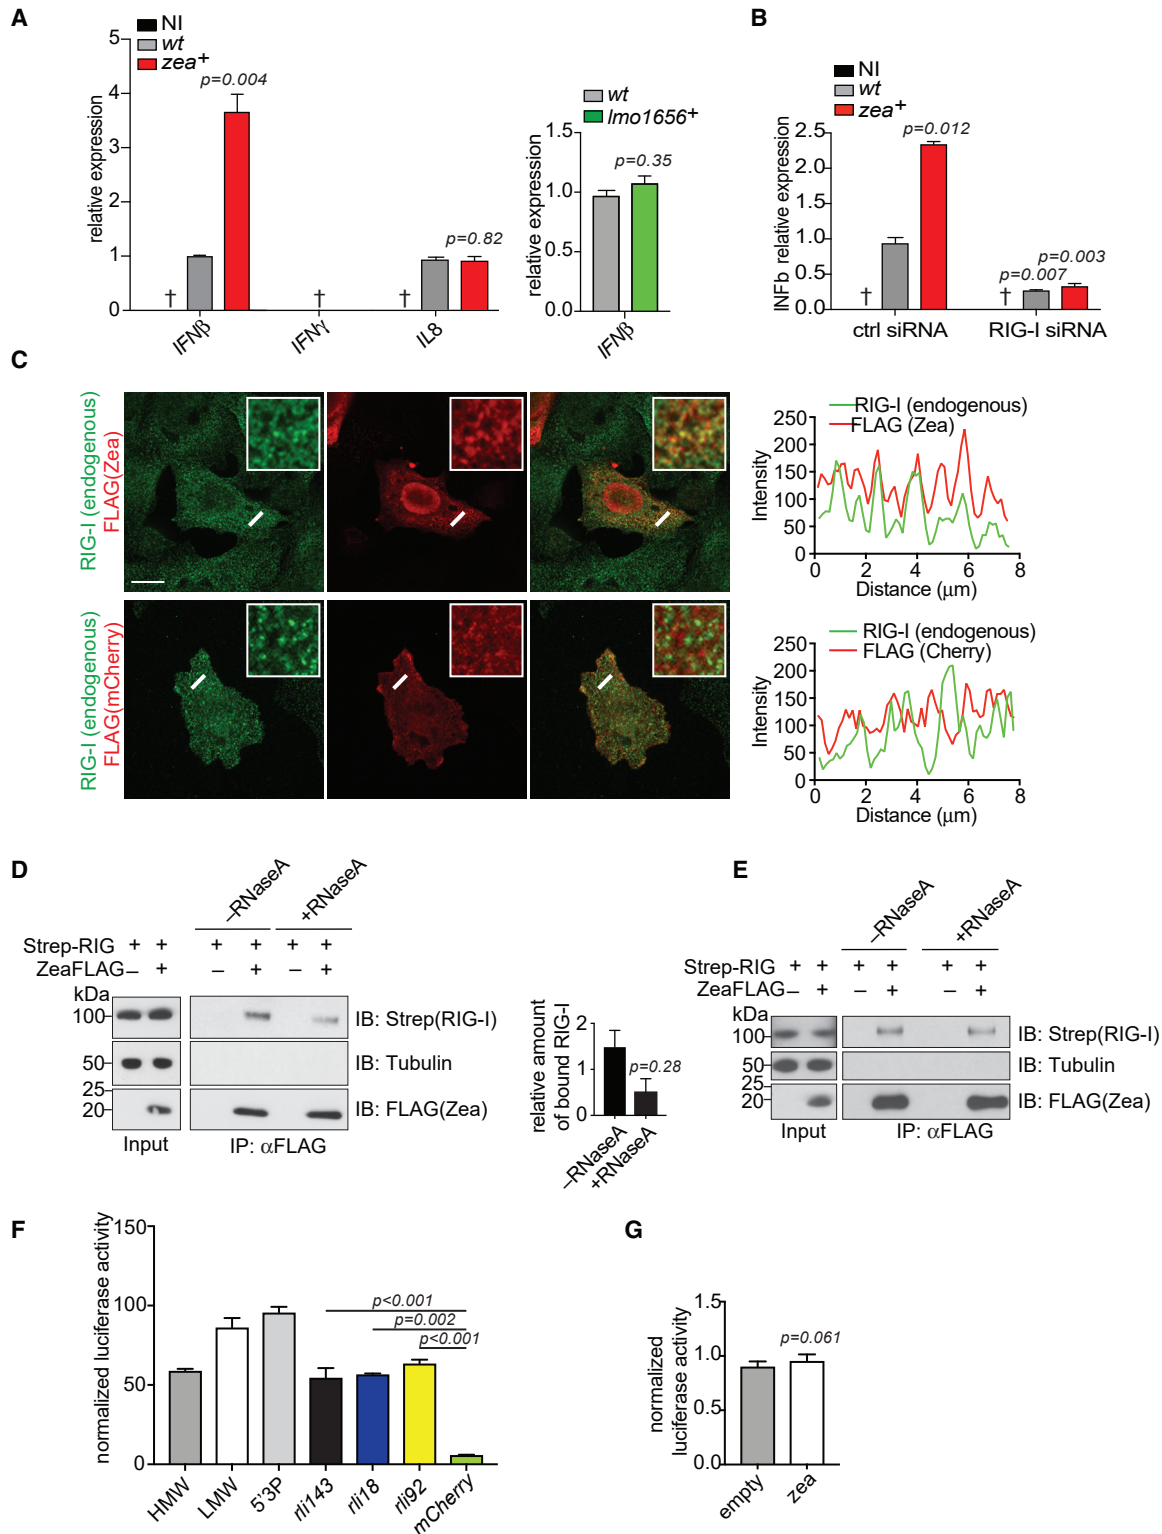 A
NI
wt
zea+
p=0.004
p=0.82
relative expression
5
4
3
2
1
0
†
†
†
IFNβ
IFNγ
IL8
wt
lmo1656+
p=0.35
relative expression
1.5
1.0
0.5
0.0
IFNβ
B
NI
wt
zea+
p=0.012
p=0.003
p=0.007
INFb relative expression
2.5
2.0
1.5
1.0
0.5
0.0
†
†
ctrl siRNA
RIG-I siRNA
C
RIG-I (endogenous)
FLAG(Zea)
RIG-I (endogenous)
FLAG (Zea)
Intensity
250
200
150
100
50
0
0
2
4
6
8
Distance (μm)
RIG-I (endogenous)
FLAG(mCherry)
RIG-I (endogenous)
FLAG (Cherry)
Intensity
250
200
150
100
50
0
0
2
4
6
8
Distance (μm)
D
–RNaseA
+RNaseA
Strep-RIG + + + + + +
ZeaFLAG – + – + – +
kDa
100
50
25
20
IB: Strep(RIG-I)
IB: Tubulin
IB: FLAG(Zea)
Input
IP: αFLAG
relative amount
of bound RIG-I
2
1
0
p=0.28
–RNaseA
+RNaseA
E
–RNaseA
+RNaseA
Strep-RIG + + + + + +
ZeaFLAG – + – + – +
kDa
100
50
25
20
IB: Strep(RIG-I)
IB: Tubulin
IB: FLAG(Zea)
Input
IP: αFLAG
F
normalized luciferase activity
150
100
50
0
p<0.001
p=0.002
p<0.001
HMW
LMW
5'3P
rli143
rli18
rli92
mCherry
G
normalized
luciferase activity
1.5
1.0
0.5
0.0
p=0.061
empty
zea